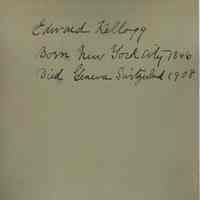 Edward Kellogg
Born New York City 1846
Died Geneva Switzerland 1908